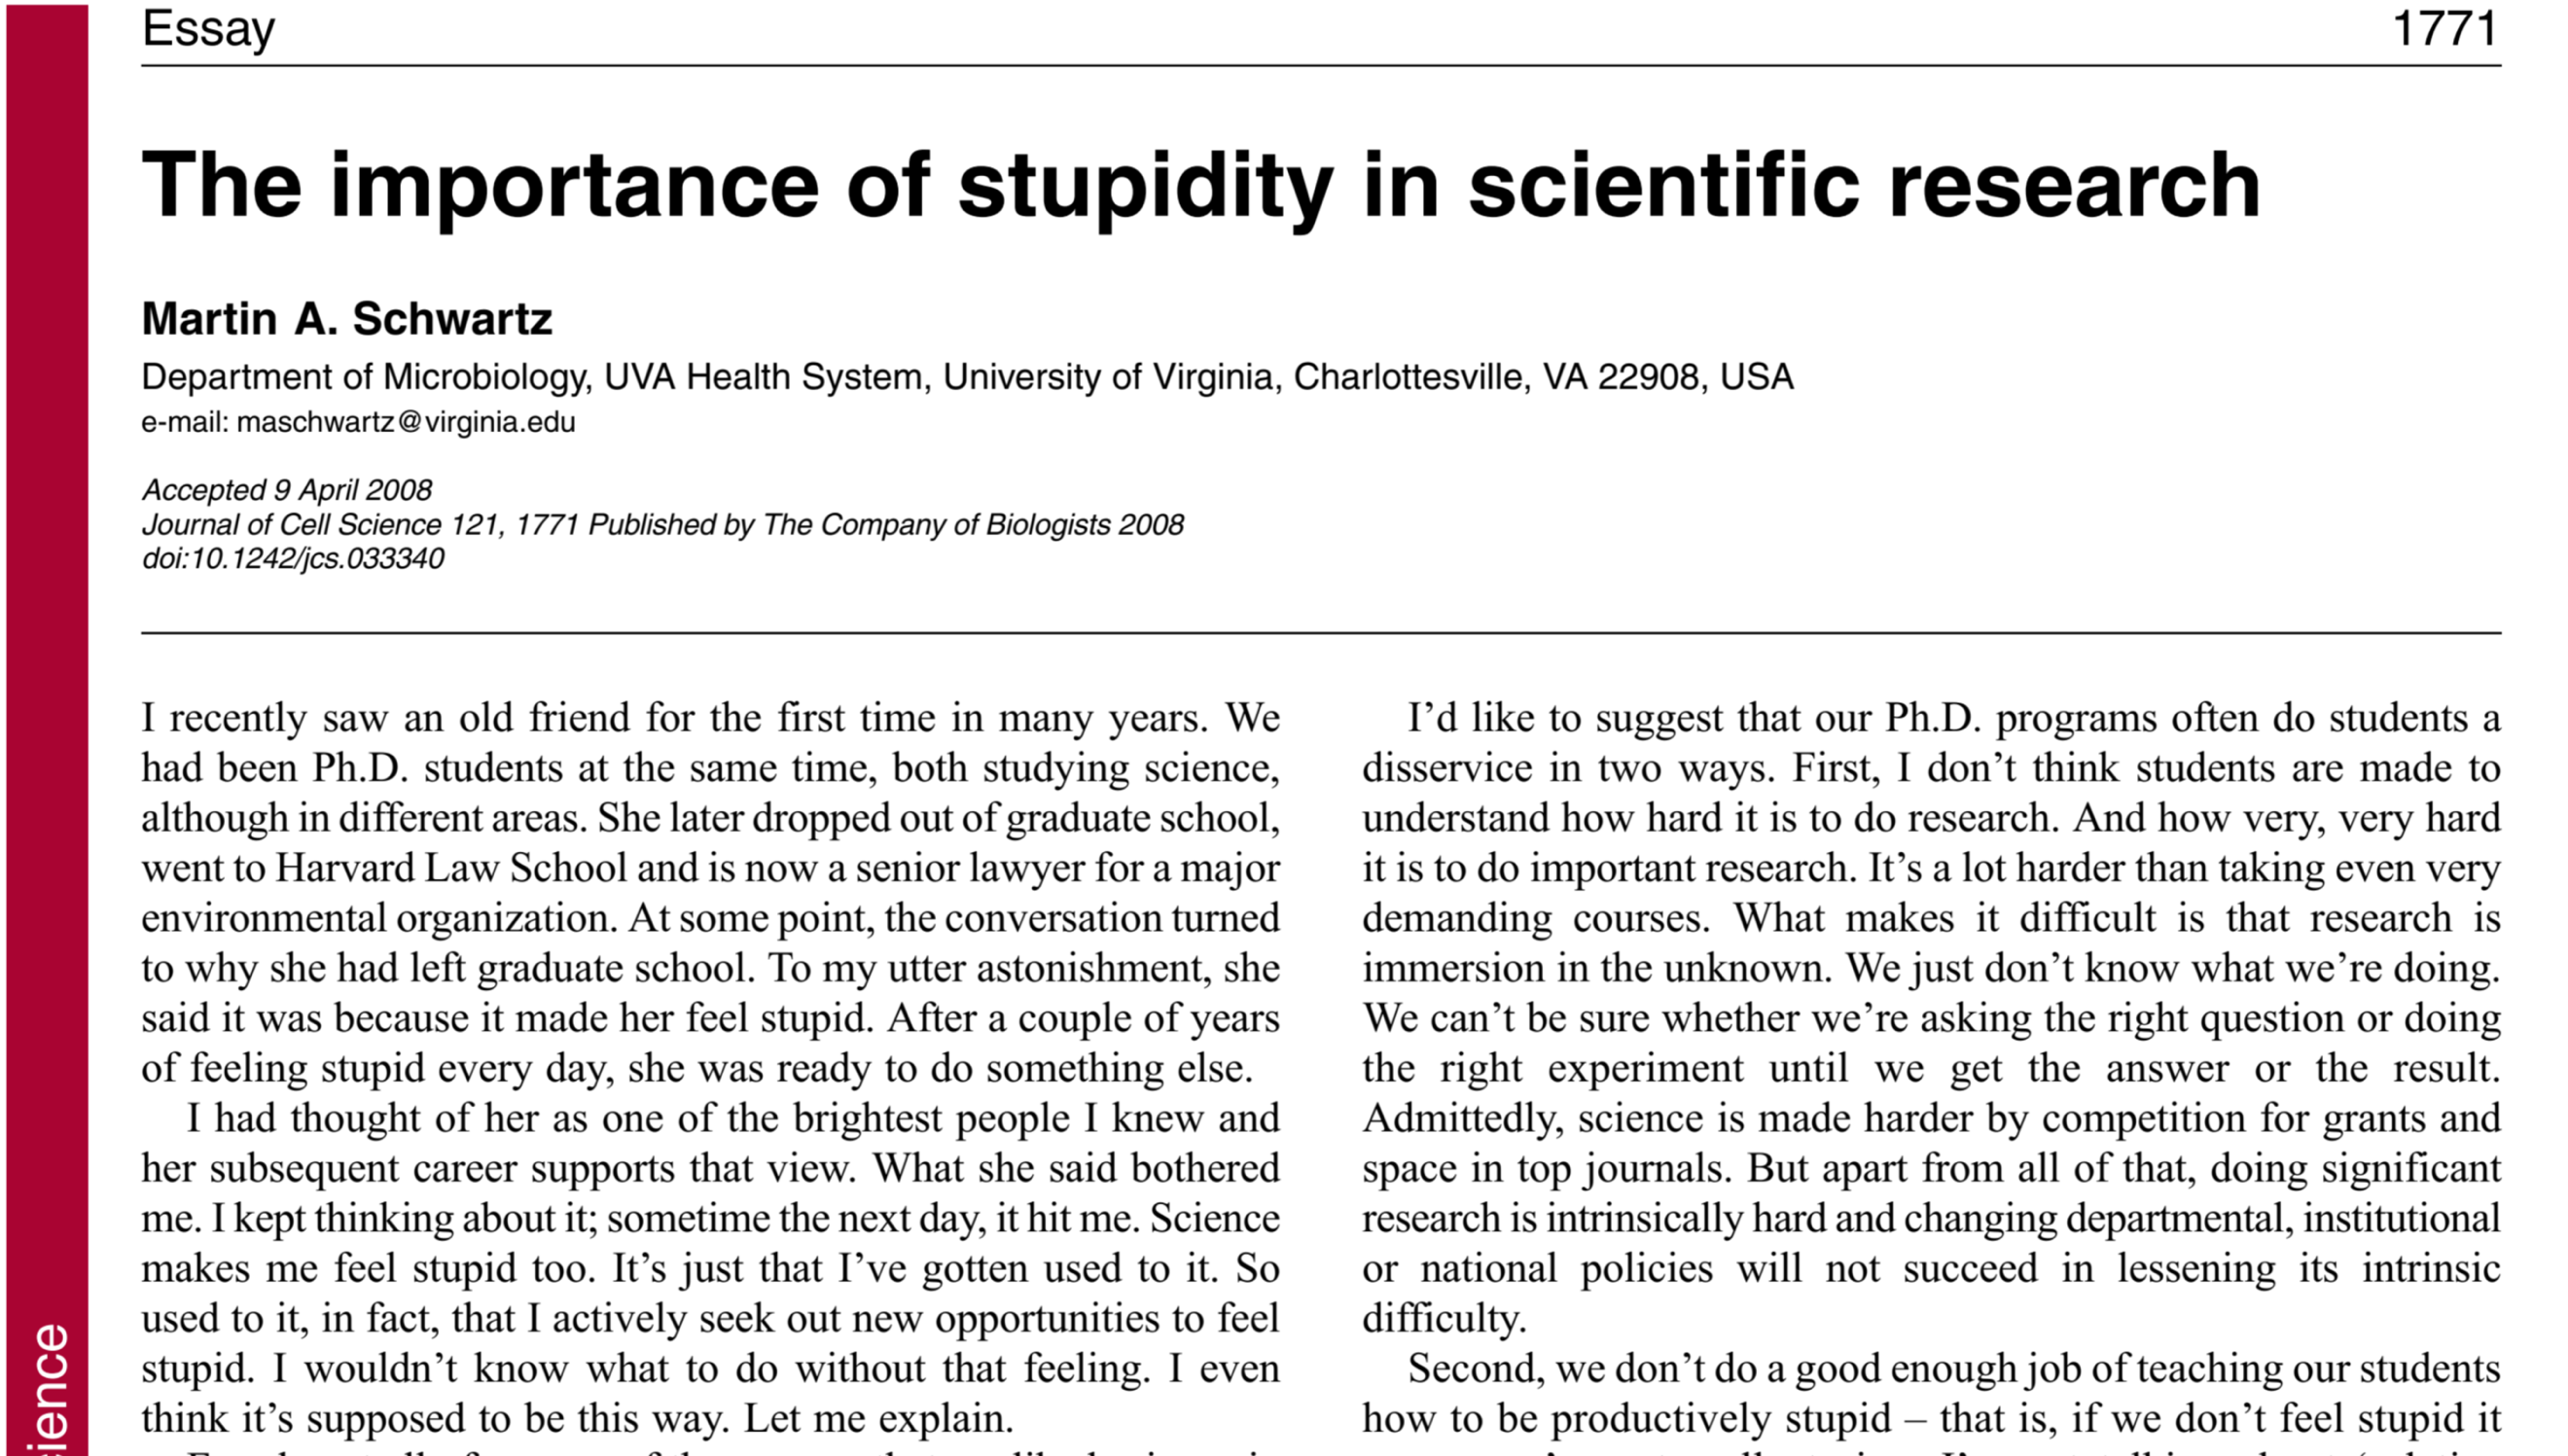 Essay
1771
The importance of stupidity in scientific research
Martin A. Schwartz
Department of Microbiology, UVA Health System, University of Virginia, Charlottesville, VA 22908, USA
e-mail: maschwartz@virginia.edu
Accepted 9 April 2008
Journal of Cell Science 121, 1771 Published by The Company of Biologists 2008
doi:10.1242/jcs.033340
I recently saw an old friend for the first time in many years. We
had been Ph.D. students at the same time, both studying science,
although in different areas. She later dropped out of graduate school,
went to Harvard Law School and is now a senior lawyer for a major
environmental organization. At some point, the conversation turned
to why she had left graduate school. To my utter astonishment, she
said it was because it made her feel stupid. After a couple of years
of feeling stupid every day, she was ready to do something else.
I had thought of her as one of the brightest people I knew and
her subsequent career supports that view. What she said bothered
me. I kept thinking about it; sometime the next day, it hit me. Science
makes me feel stupid too. It’s just that I’ve gotten used to it. So
used to it, in fact, that I actively seek out new opportunities to feel
stupid. I wouldn’t know what to do without that feeling. I even
think it’s supposed to be this way. Let me explain.
I’d like to suggest that our Ph.D. programs often do students a
disservice in two ways. First, I don’t think students are made to
understand how hard it is to do research. And how very, very hard
it is to do important research. It’s a lot harder than taking even very
demanding courses. What makes it difficult is that research is
immersion in the unknown. We just don’t know what we’re doing.
We can’t be sure whether we’re asking the right question or doing
the right experiment until we get the answer or the result.
Admittedly, science is made harder by competition for grants and
space in top journals. But apart from all of that, doing significant
research is intrinsically hard and changing departmental, institutional
or national policies will not succeed in lessening its intrinsic
difficulty.
Second, we don’t do a good enough job of teaching our students
how to be productively stupid – that is, if we don’t feel stupid it
ience